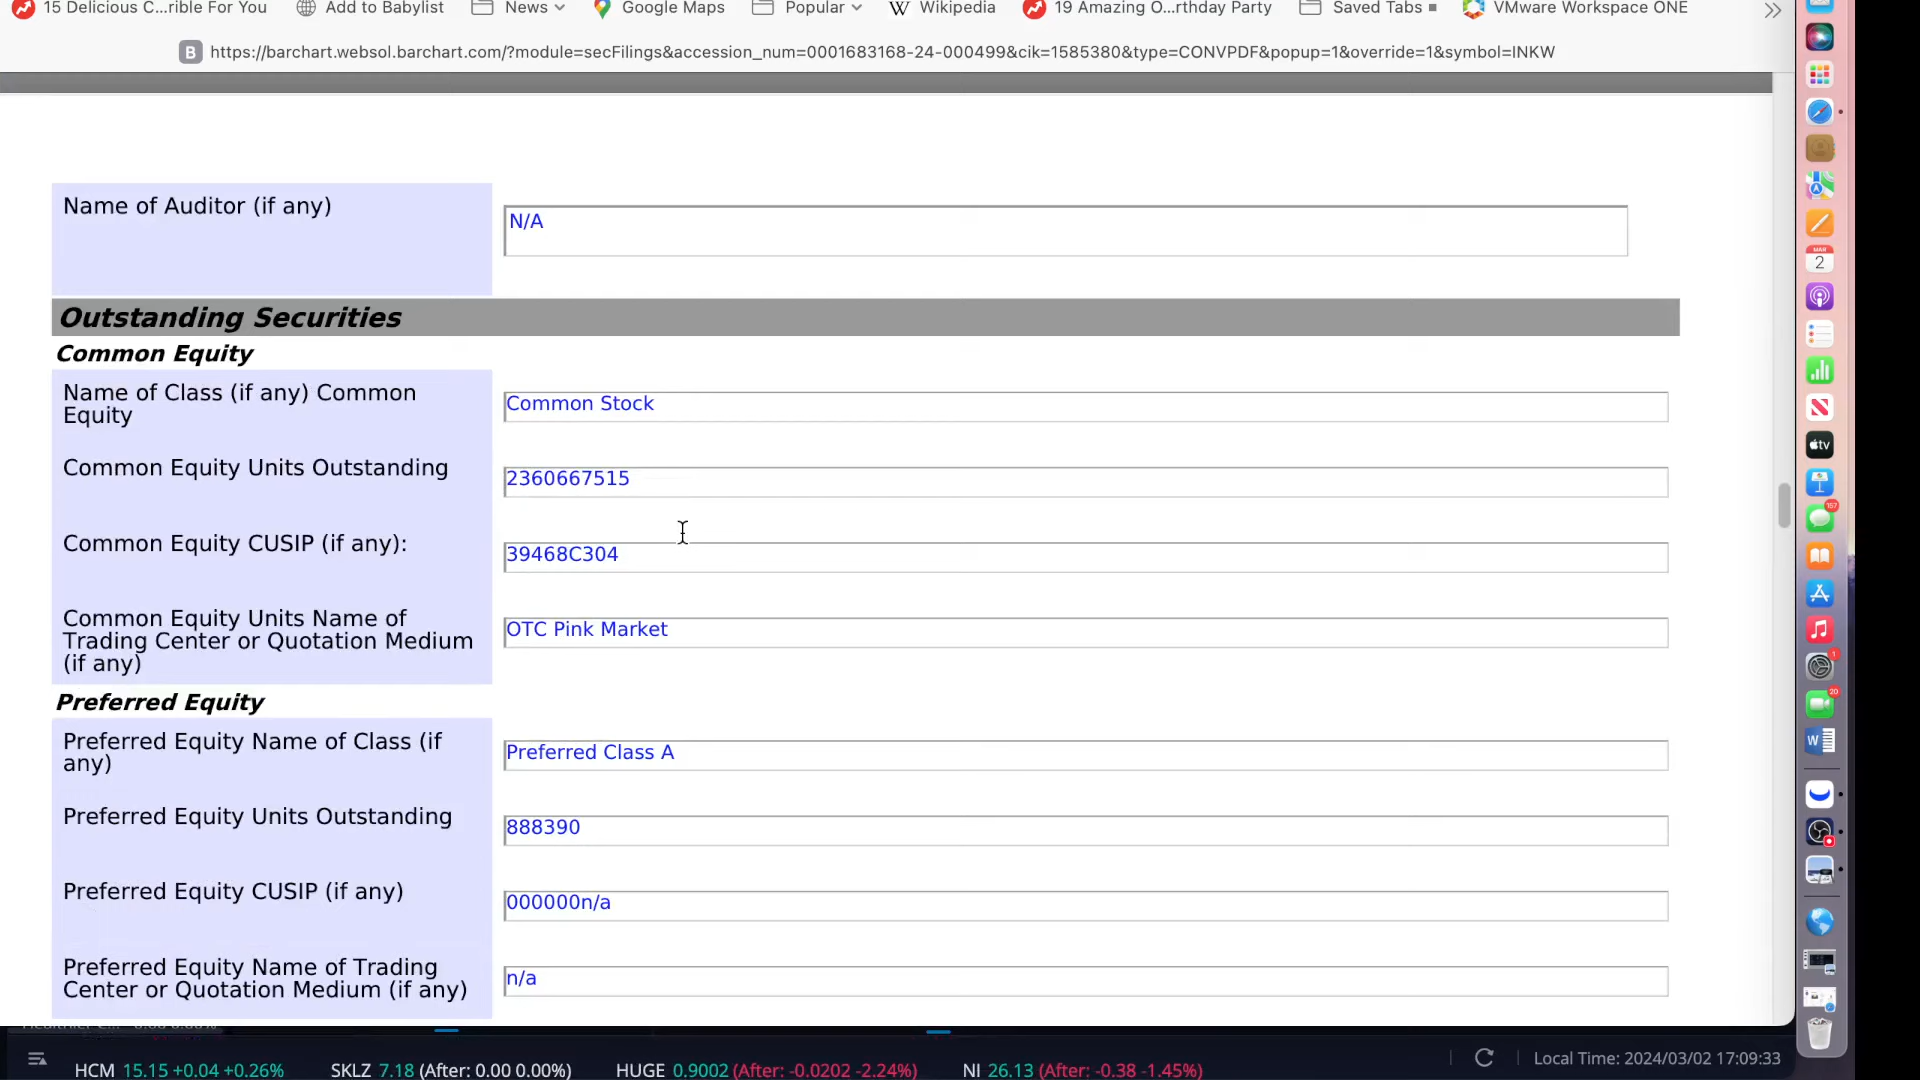 15 Delicious C...rible For You Add to Babylist News Google Maps Popular Wikipedia 19 Amazing O...rthday Party Saved Tabs VMware Workspace ONE
https://barchart.websol.barchart.com/?module=secFilings&accession_num=0001683168-24-000499&cik=1585380&type=CONVPDF&popup=1&override=1&symbol=INKW
Name of Auditor (if any)
N/A
Outstanding Securities
Common Equity
Name of Class (if any) Common
Equity
Common Stock
Common Equity Units Outstanding
2360667515
Common Equity CUSIP (if any):
39468C304
Common Equity Units Name of
Trading Center or Quotation Medium
(if any)
OTC Pink Market
Preferred Equity
Preferred Equity Name of Class (if
any)
Preferred Class A
Preferred Equity Units Outstanding
888390
Preferred Equity CUSIP (if any)
000000n/a
Preferred Equity Name of Trading
Center or Quotation Medium (if any)
n/a
HCM 15.15 +0.04 +0.26% SKLZ 7.18 (After: 0.00 0.00%) HUGE 0.9002 (After: -0.0202 -2.24%) NI 26.13 (After: -0.38 -1.45%) Local Time: 2024/03/02 17:09:33
MAR
2
157
tv
1
20
W